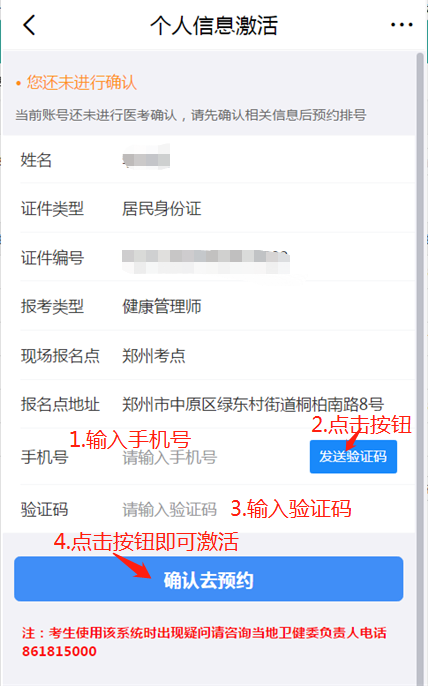 个人信息激活
• 您还未进行确认
当前账号还未进行医考确认，请先确认相关信息后预约排号
姓名
证件类型 居民身份证
证件编号
报考类型 健康管理师
现场报名点 郑州考点
报名点地址 郑州市中原区绿东村街道桐柏南路8号
2.点击按钮
1.输入手机号
手机号 请输入手机号 发送验证码
验证码 请输入验证码 3.输入验证码
4.点击按钮即可激活
确认去预约
注：考生使用该系统时出现疑问请咨询当地卫健委负责人电话
861815000